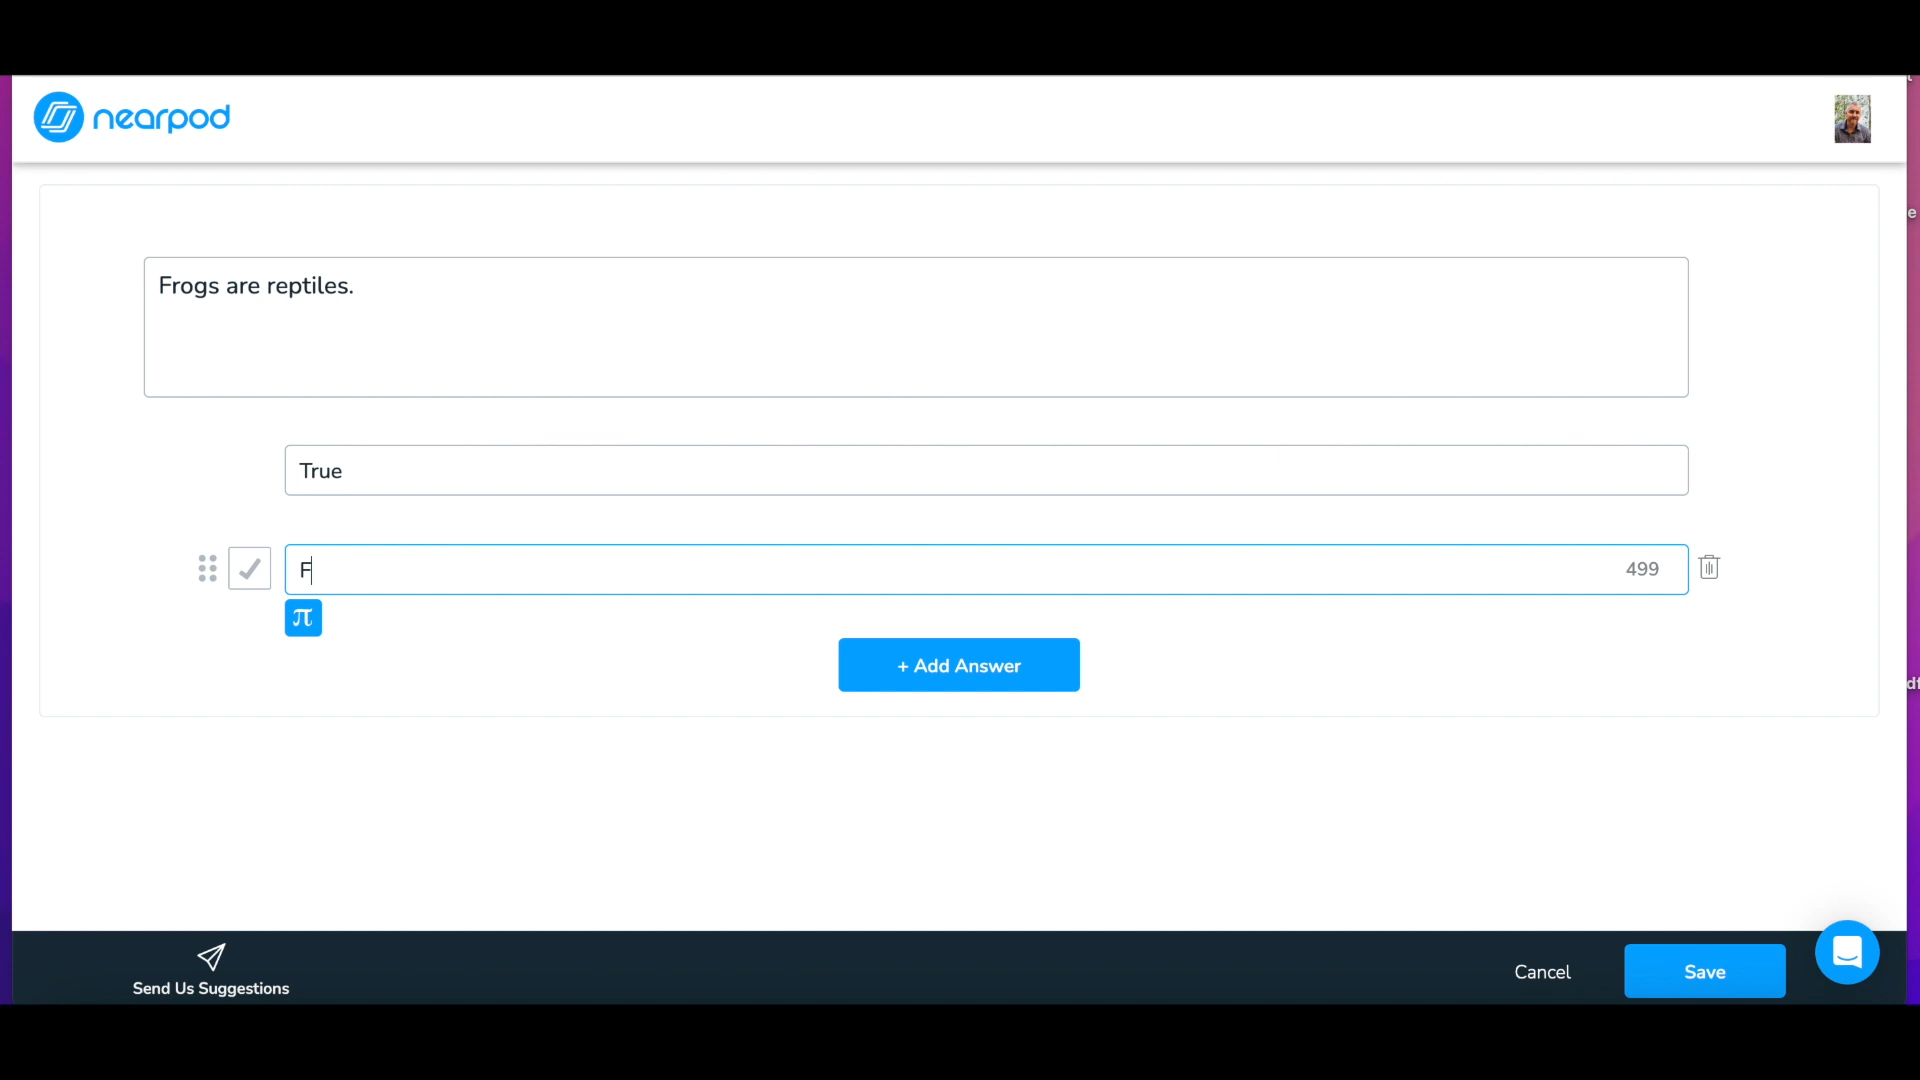 nearpod
Frogs are reptiles.
True
F
499
π
+ Add Answer
Send Us Suggestions
Cancel
Save
e